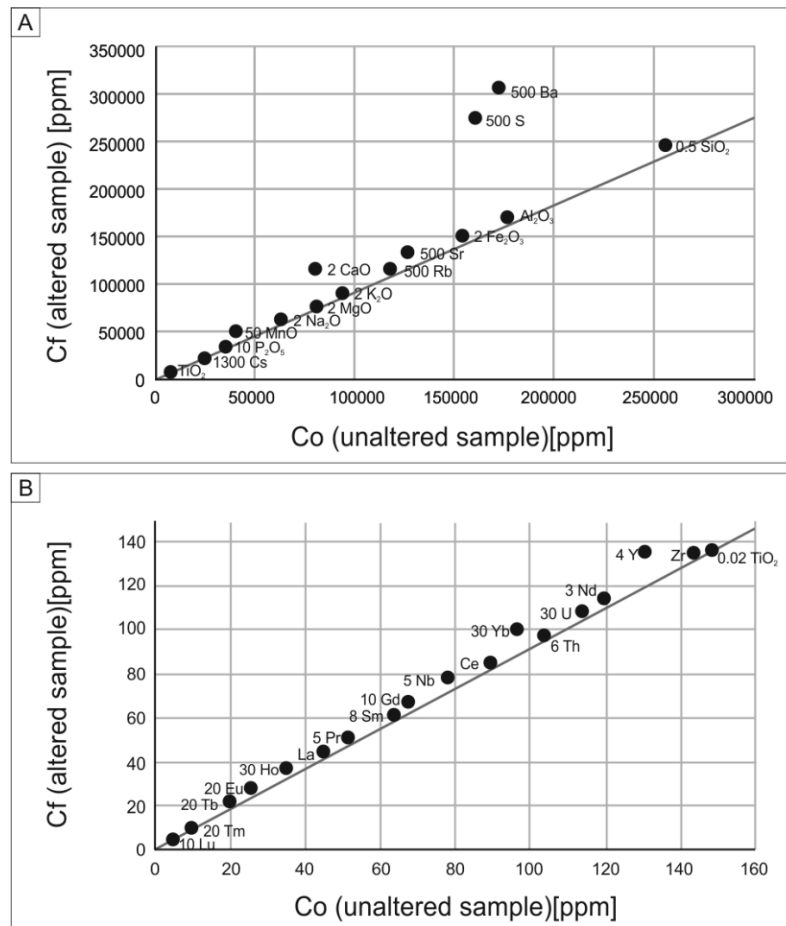 A
Cf (altered sample) [ppm]
350000
300000
250000
200000
150000
100000
50000
0
500 Ba
500 S
0.5 SiO₂
Al₂O₃
2 Fe₂O₃
500 Sr
2 CaO
500 Rb
2 K₂O
2 MgO
2 Na₂O
50 MnO
10 P₂O₅
1300 Cs
TiO₂
0 50000 100000 150000 200000 250000 300000
Co (unaltered sample)[ppm]
B
Cf (altered sample)[ppm]
140
120
100
80
60
40
20
0
4 Y
Zr
0.02 TiO₂
3 Nd
30 U
30 Yb
6 Th
Ce
5 Nb
10 Gd
8 Sm
5 Pr
La
30 Ho
20 Eu
20 Tb
20 Tm
10 Lu
0 20 40 60 80 100 120 140 160
Co (unaltered sample)[ppm]